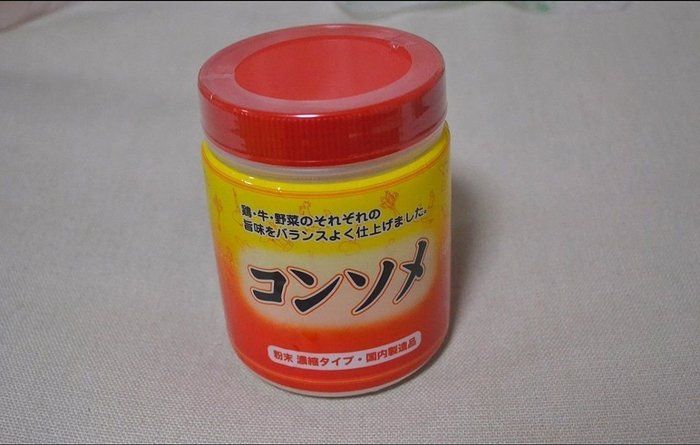 鶏・牛・野菜のそれぞれの
旨味をバランスよく仕上げました。
コンソメ
粉末 濃縮タイプ・国内製造品